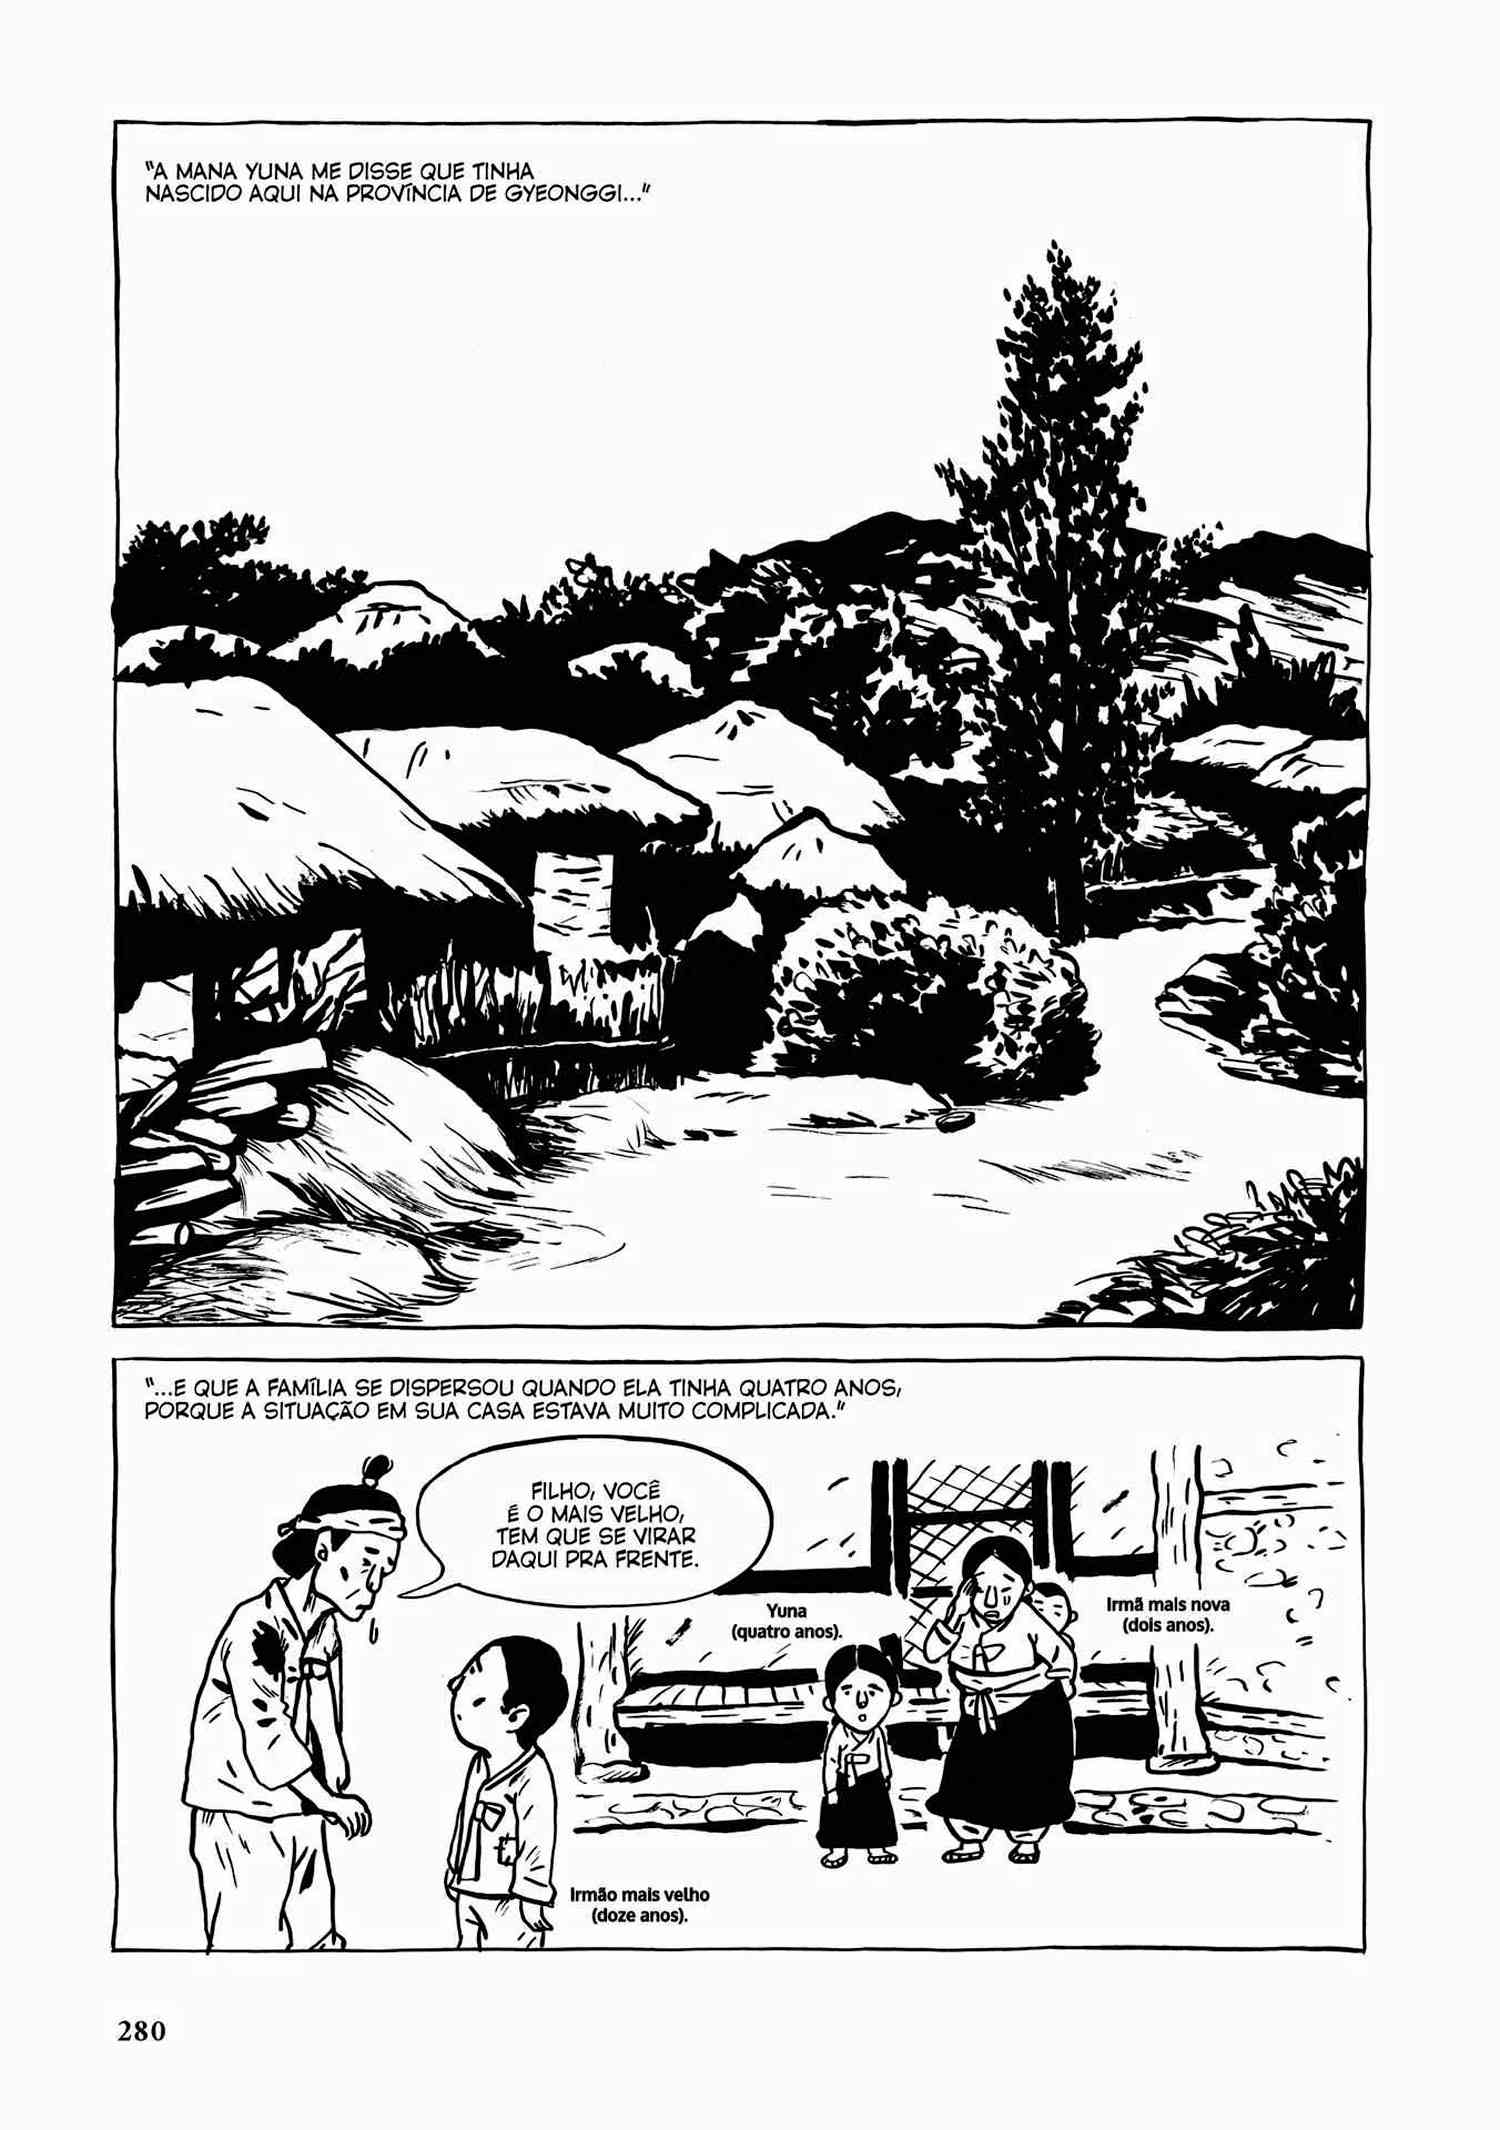 "A MANA YUNA ME DISSE QUE TINHA
NASCIDO AQUI NA PROVÍNCIA DE GYEONGGI..."
"...E QUE A FAMÍLIA SE DISPERSOU QUANDO ELA TINHA QUATRO ANOS,
PORQUE A SITUAÇÃO EM SUA CASA ESTAVA MUITO COMPLICADA."
FILHO, VOCÊ
É O MAIS VELHO,
TEM QUE SE VIRAR
DAQUI PRA FRENTE.
Yuna
(quatro anos).
Irmã mais nova
(dois anos).
Irmão mais velho
(doze anos).
280